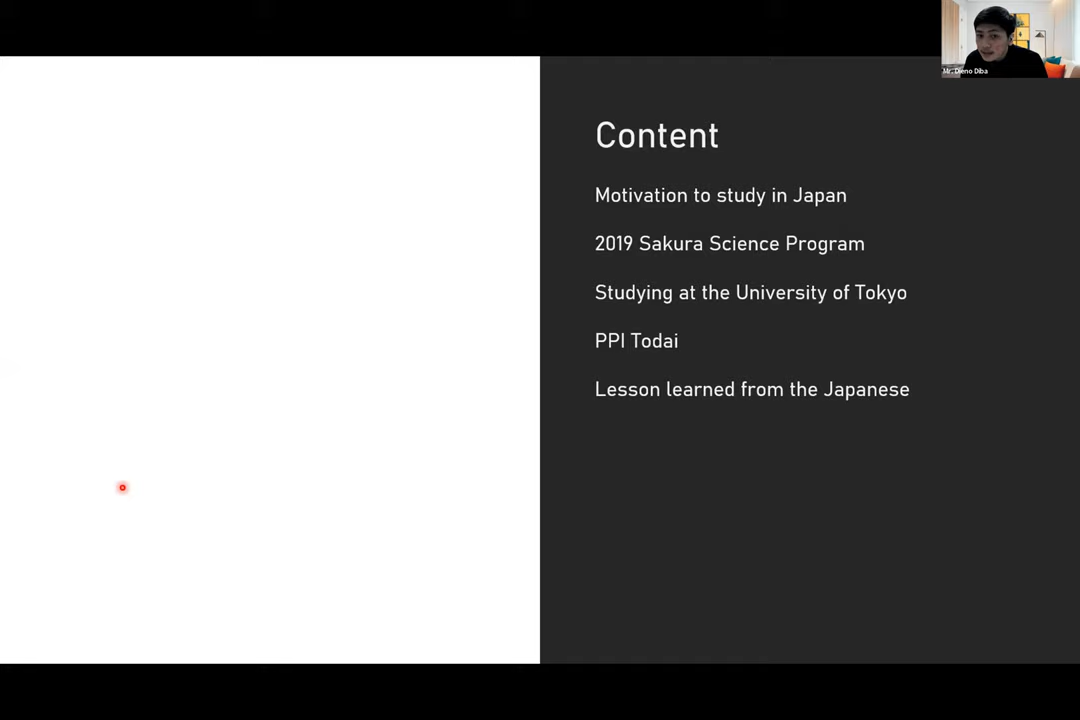 Mr. Dieno Diba
Content
Motivation to study in Japan
2019 Sakura Science Program
Studying at the University of Tokyo
PPI Todai
Lesson learned from the Japanese